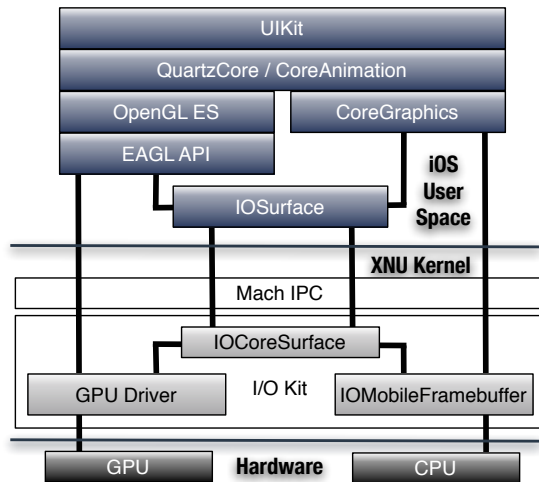 UIKit
QuartzCore / CoreAnimation
OpenGL ES
CoreGraphics
EAGL API
iOS
User
Space
IOSurface
XNU Kernel
Mach IPC
IOCoreSurface
GPU Driver
I/O Kit
IOMobileFramebuffer
GPU
Hardware
CPU